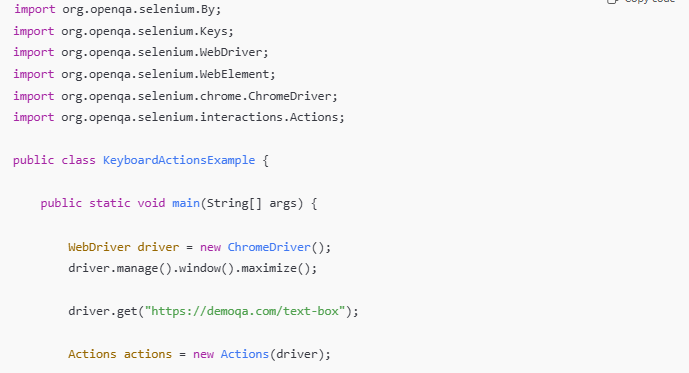 Copy code
import org.openqa.selenium.By;
import org.openqa.selenium.Keys;
import org.openqa.selenium.WebDriver;
import org.openqa.selenium.WebElement;
import org.openqa.selenium.chrome.ChromeDriver;
import org.openqa.selenium.interactions.Actions;
public class KeyboardActionsExample {
public static void main(String[] args) {
WebDriver driver = new ChromeDriver();
driver.manage().window().maximize();
driver.get("https://demoqa.com/text-box");
Actions actions = new Actions(driver);